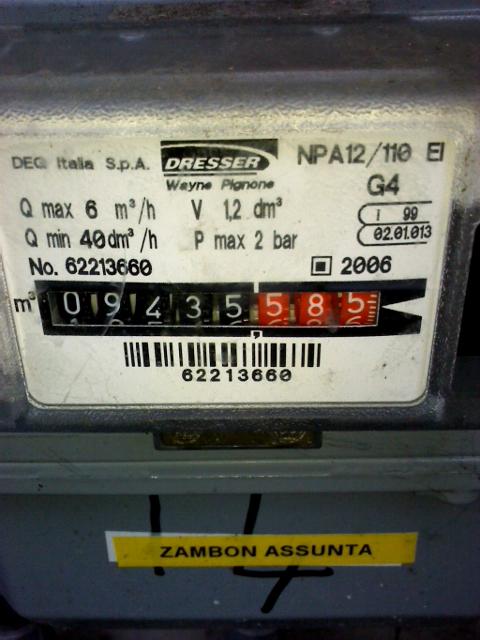 DEQ Italia S.p.A. DRESSER NPA12/110 EI
Wayne Pignone G4
Q max 6 m³/h V 1,2 dm³ I 99
Q min 40dm³/h P max 2 bar 02.01.013
No. 62213660 2006
m³ 09435585
,
62213660
ZAMBON ASSUNTA
14